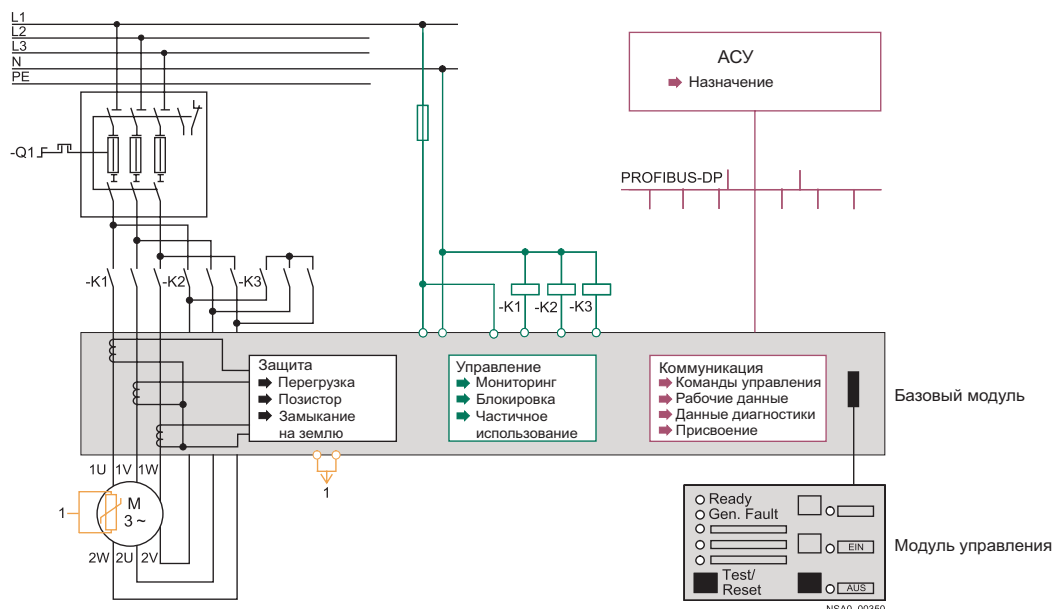 L1
L2
L3
N
PE
АСУ
Назначение
-Q1
PROFIBUS-DP
-K1
-K2
-K3
-K1
-K2
-K3
Защита
Перегрузка
Позистор
Замыкание
на землю
Управление
Мониторинг
Блокировка
Частичное
использование
Коммуникация
Команды управления
Рабочие данные
Данные диагностики
Присвоение
Базовый модуль
1U 1V 1W
1
1
M
3 ~
2W 2U 2V
Ready
Gen. Fault
EIN
Test/
Reset
AUS
Модуль управления
NSA0_00350